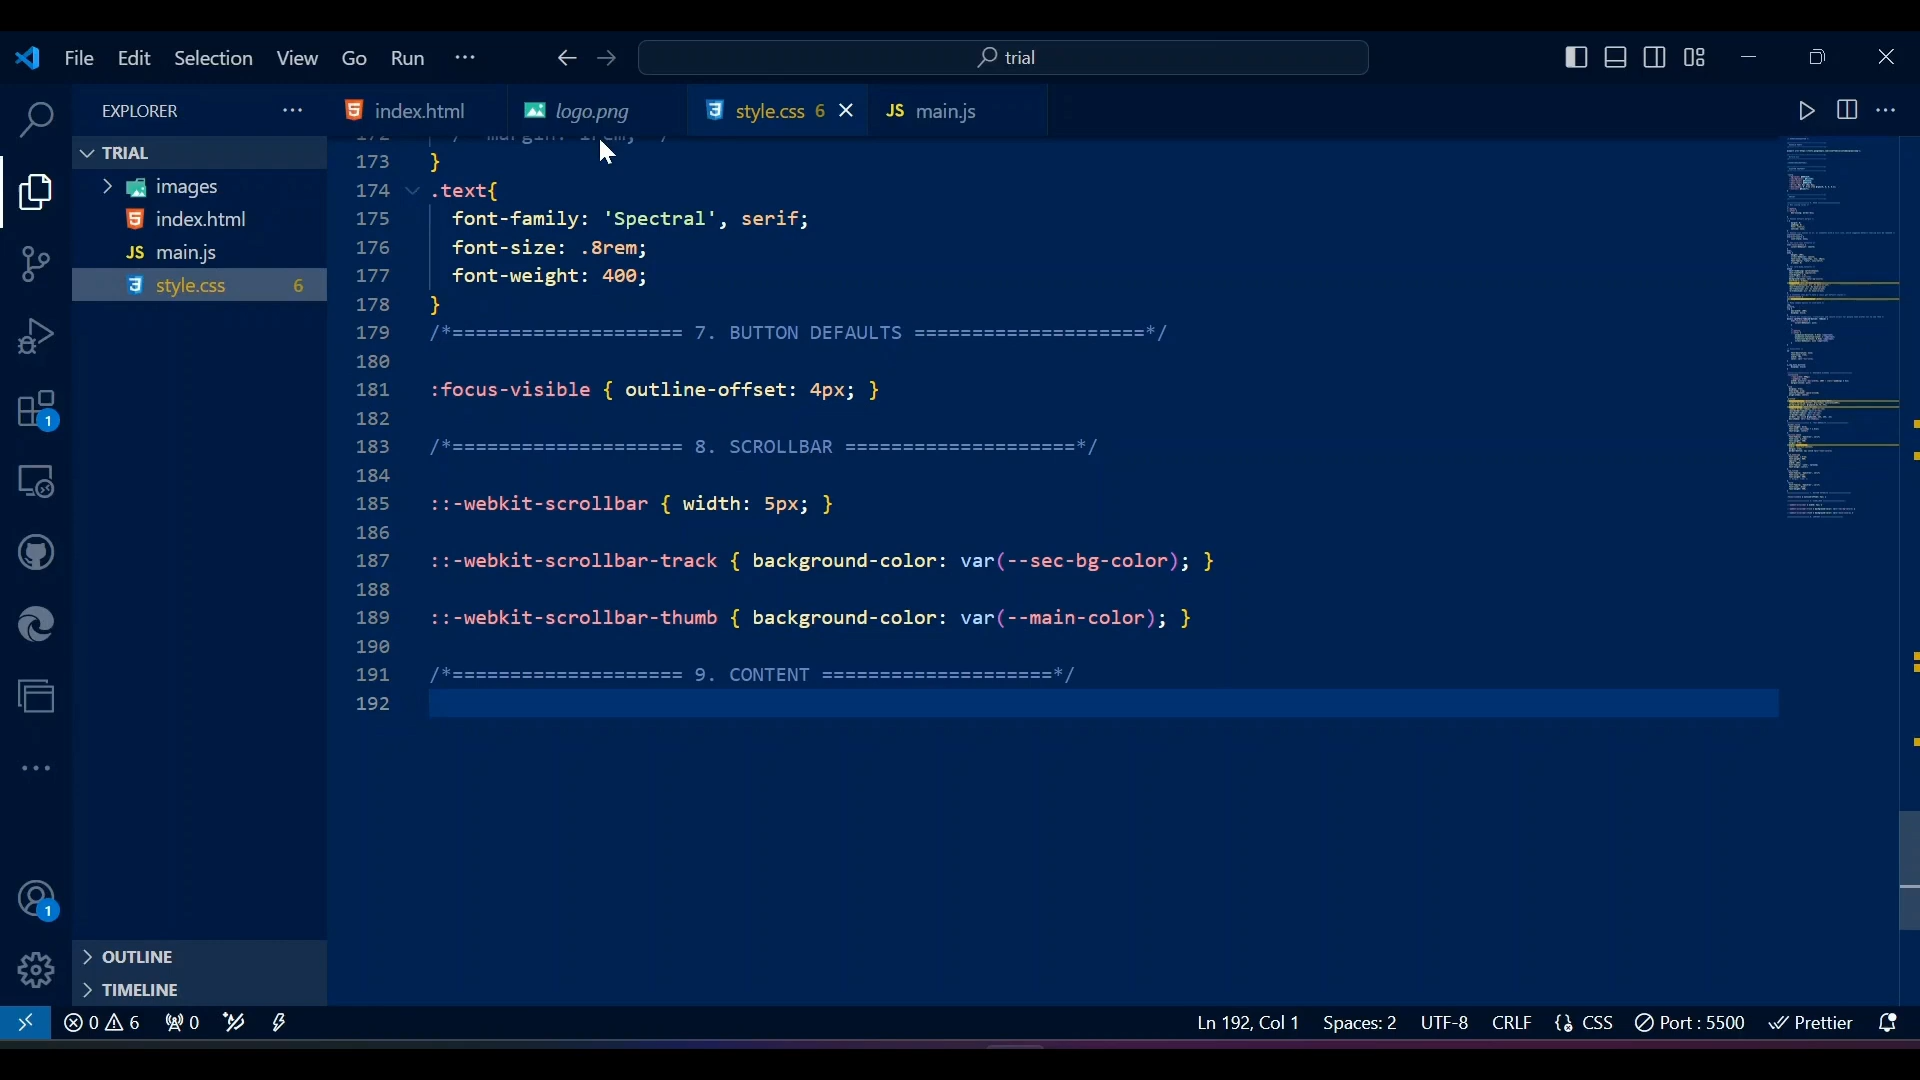 File Edit Selection View Go Run ··· trial
EXPLORER ··· index.html logo.png style.css 6 JS main.js
TRIAL
images
index.html
JS main.js
style.css 6
173 }
174 .text{
175 font-family: 'Spectral', serif;
176 font-size: .8rem;
177 font-weight: 400;
178 }
179 /*==================== 7. BUTTON DEFAULTS ====================*/
180
181 :focus-visible { outline-offset: 4px; }
182
183 /*==================== 8. SCROLLBAR ====================*/
184
185 ::-webkit-scrollbar { width: 5px; }
186
187 ::-webkit-scrollbar-track { background-color: var(--sec-bg-color); }
188
189 ::-webkit-scrollbar-thumb { background-color: var(--main-color); }
190
191 /*==================== 9. CONTENT ====================*/
192
1
1
OUTLINE
TIMELINE
0 6 0 Ln 192, Col 1 Spaces: 2 UTF-8 CRLF CSS Port : 5500 Prettier